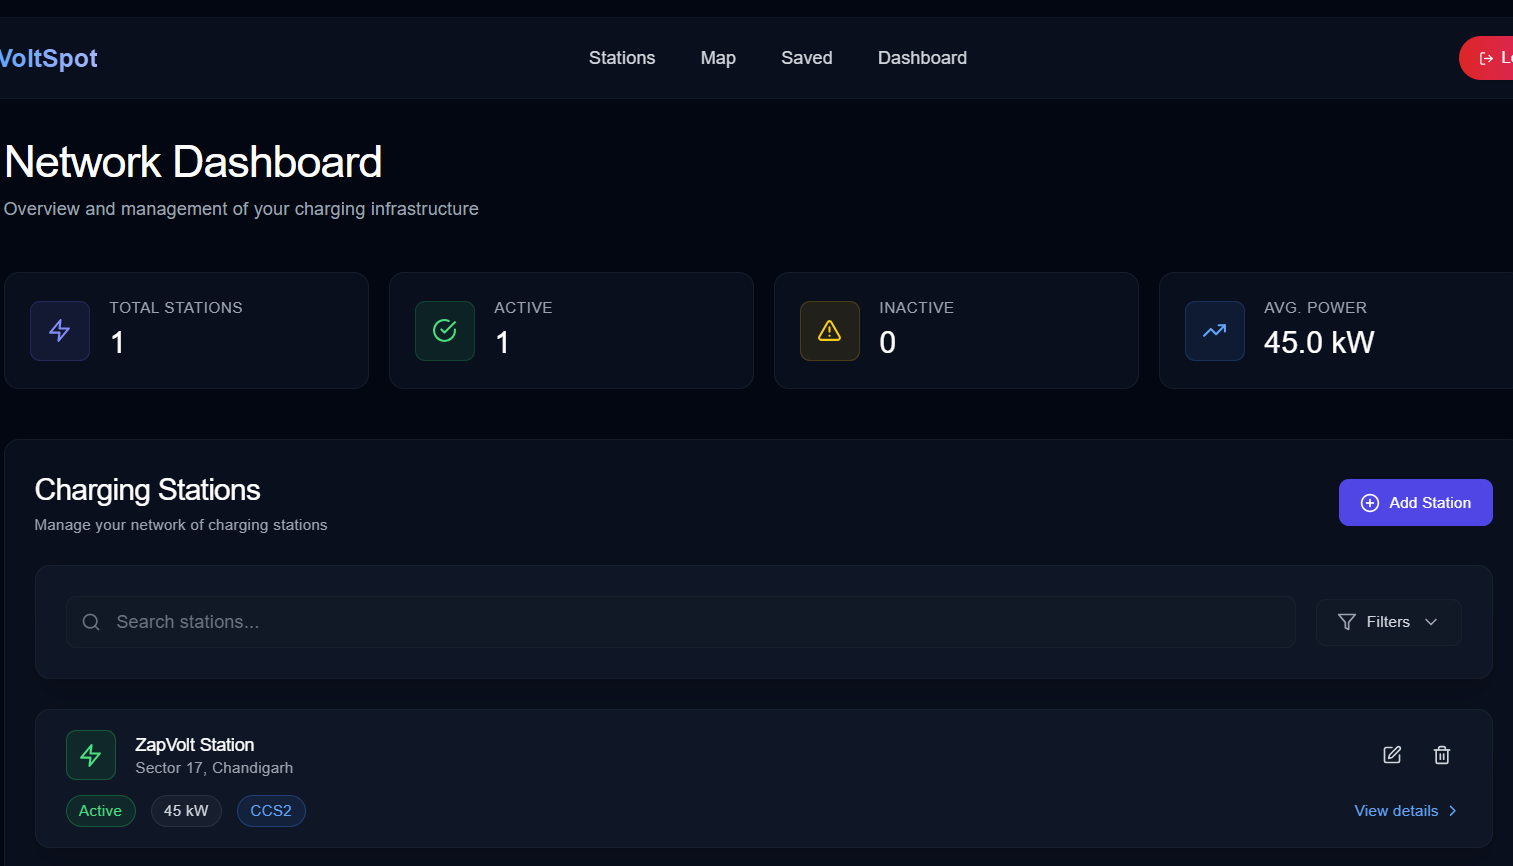 VoltSpot
Stations Map Saved Dashboard
Network Dashboard
Overview and management of your charging infrastructure
TOTAL STATIONS
1
ACTIVE
1
INACTIVE
0
AVG. POWER
45.0 kW
Charging Stations
Manage your network of charging stations
Add Station
Search stations...
Filters
ZapVolt Station
Sector 17, Chandigarh
Active 45 kW CCS2
View details